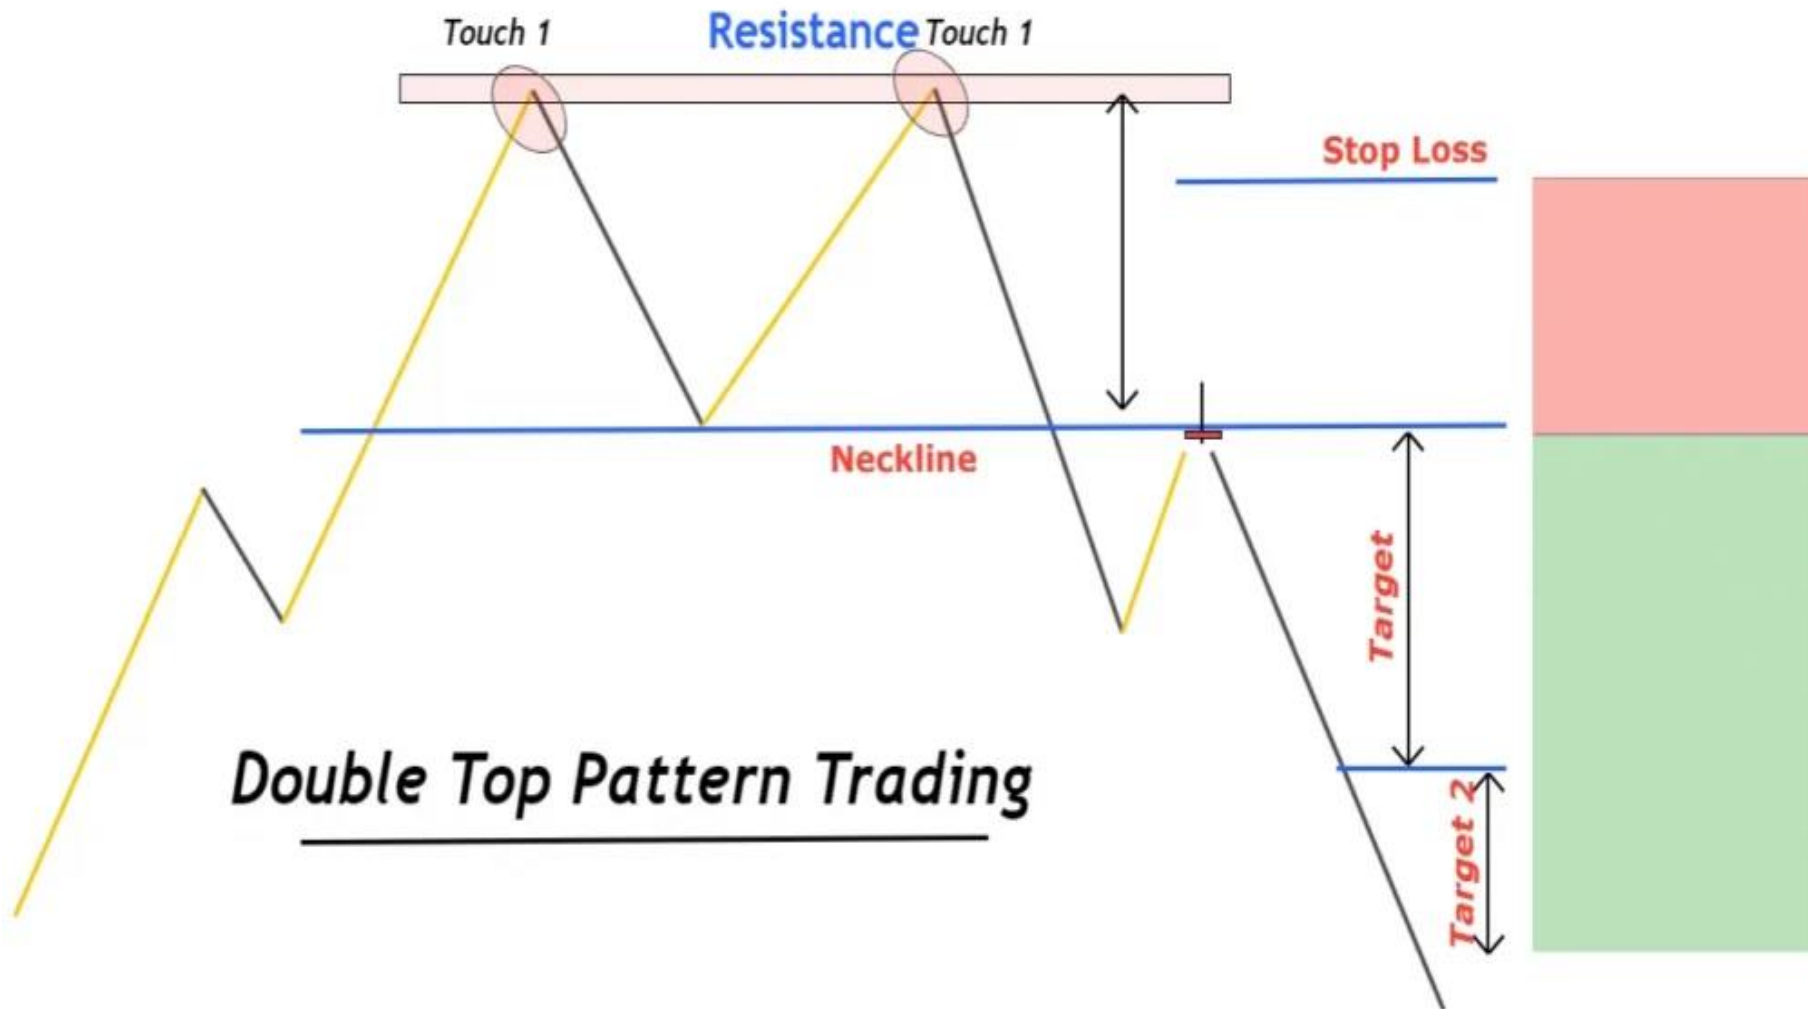 Touch 1
Resistance
Touch 1
Stop Loss
Neckline
Target
Double Top Pattern Trading
Target 2